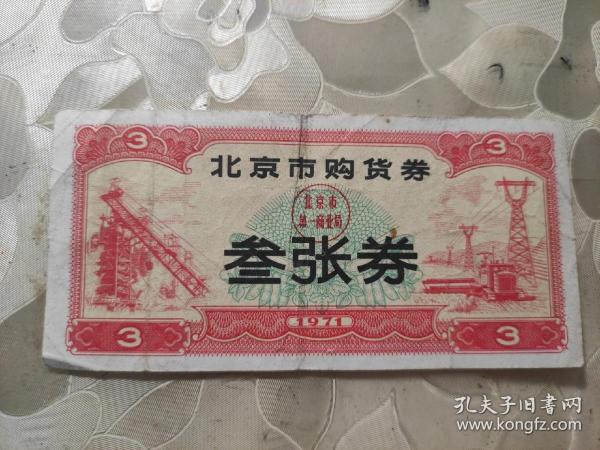 3 3
北京市购货券
北京市
第一商业局
叁张券
3 1971 3
孔夫子旧书网
www.kongfz.com